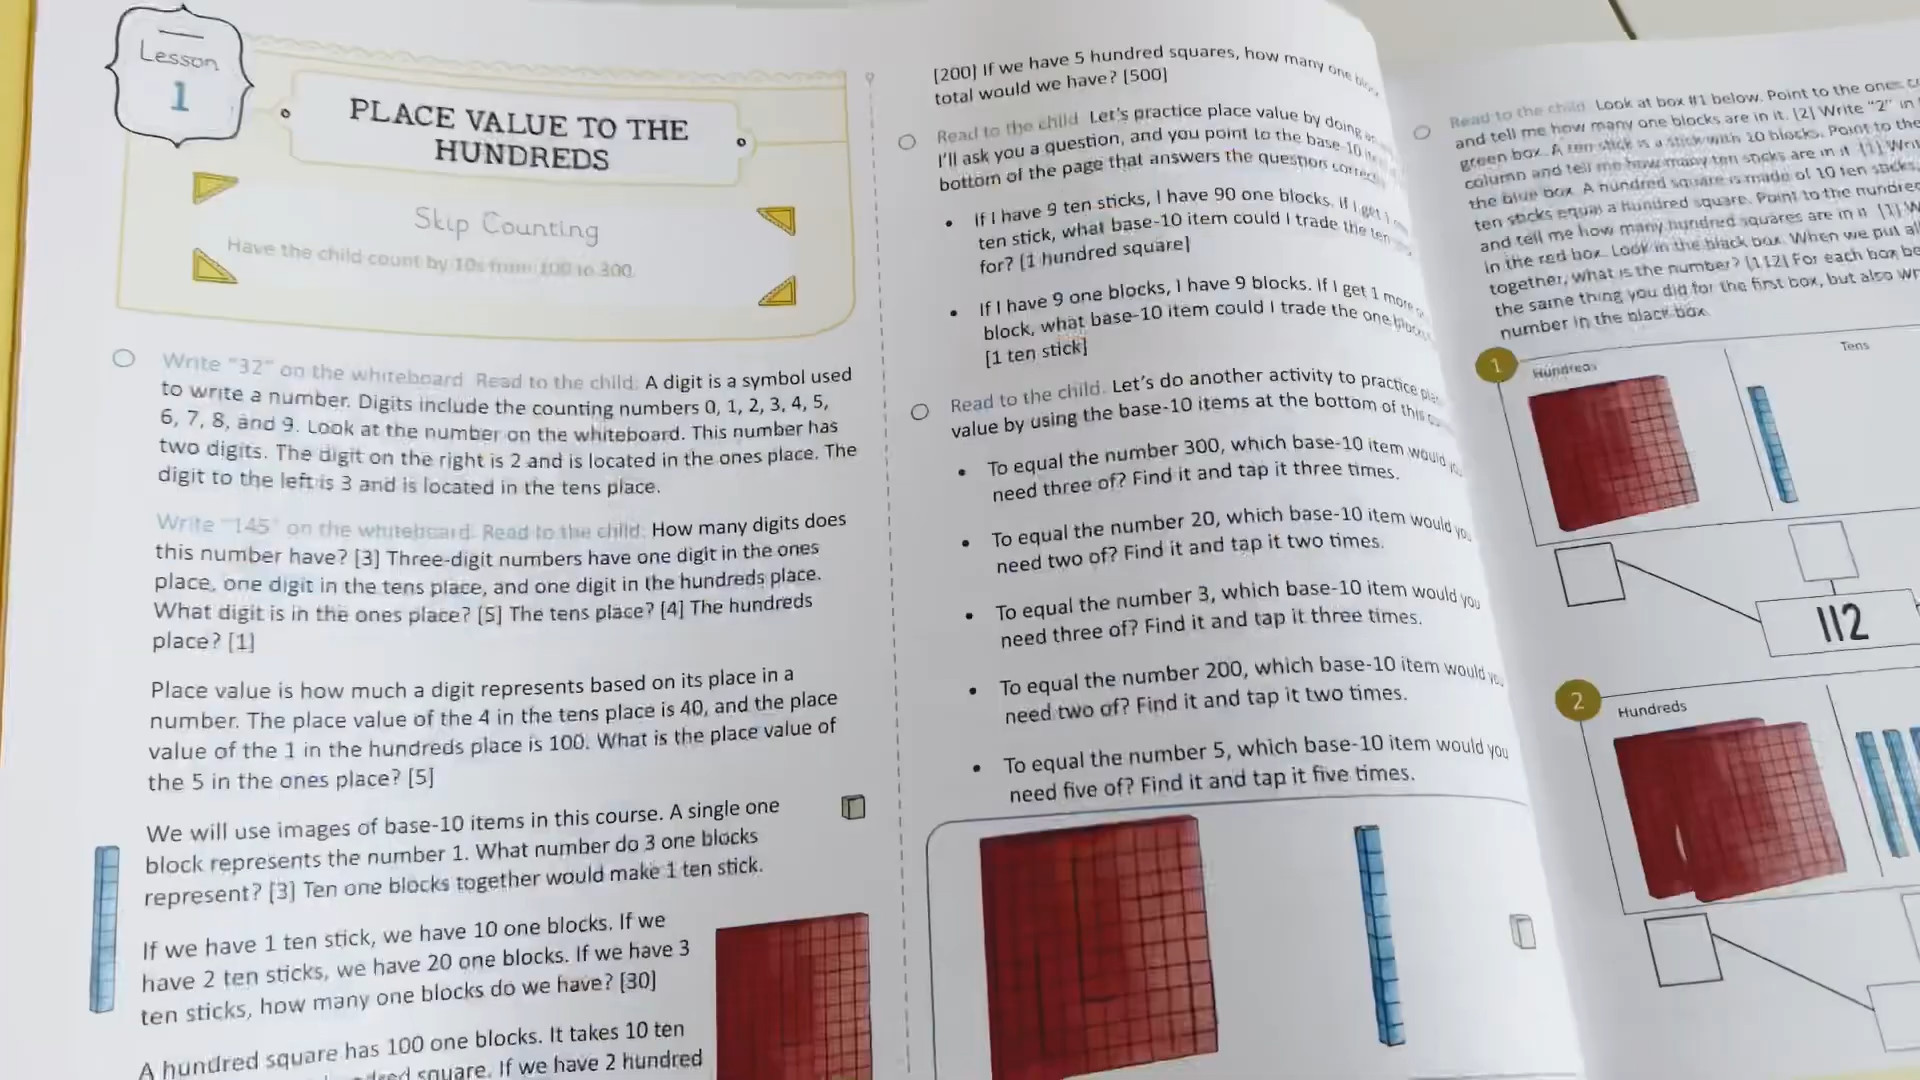 Lesson
1
PLACE VALUE TO THE
HUNDREDS
Skip Counting
Have the child count by 10s from 100 to 300.
Write "32" on the whiteboard. Read to the child: A digit is a symbol used
to write a number. Digits include the counting numbers 0, 1, 2, 3, 4, 5,
6, 7, 8, and 9. Look at the number on the whiteboard. This number has
two digits. The digit on the right is 2 and is located in the ones place. The
digit to the left is 3 and is located in the tens place.
Write "145" on the whiteboard. Read to the child: How many digits does
this number have? [3] Three-digit numbers have one digit in the ones
place, one digit in the tens place, and one digit in the hundreds place.
What digit is in the ones place? [5] The tens place? [4] The hundreds
place? [1]
Place value is how much a digit represents based on its place in a
number. The place value of the 4 in the tens place is 40, and the place
value of the 1 in the hundreds place is 100. What is the place value of
the 5 in the ones place? [5]
We will use images of base-10 items in this course. A single one
block represents the number 1. What number do 3 one blocks
represent? [3] Ten one blocks together would make 1 ten stick.
If we have 1 ten stick, we have 10 one blocks. If we
have 2 ten sticks, we have 20 one blocks. If we have 3
ten sticks, how many one blocks do we have? [30]
A hundred square has 100 one blocks. It takes 10 ten
square. If we have 2 hundred
[200] If we have 5 hundred squares, how many one
total would we have? [500]
Read to the child: Let's practice place value by doing
I'll ask you a question, and you point to the base-10
bottom of the page that answers the question
If I have 9 ten sticks, I have 90 one blocks. If I get 1
ten stick, what base-10 item could I trade the ten
for? [1 hundred square]
If I have 9 one blocks, I have 9 blocks. If I get 1 more
block, what base-10 item could I trade the one
[1 ten stick]
Read to the child: Let's do another activity to practice
value by using the base-10 items at the bottom of this
To equal the number 300, which base-10 item would
need three of? Find it and tap it three times.
To equal the number 20, which base-10 item would you
need two of? Find it and tap it two times.
To equal the number 3, which base-10 item would you
need three of? Find it and tap it three times.
To equal the number 200, which base-10 item would
need two of? Find it and tap it two times.
To equal the number 5, which base-10 item would you
need five of? Find it and tap it five times.
Read to the child: Look at box #1 below. Point to the ones
and tell me how many one blocks are in it. [2] Write "2" in
green box. A ten stick is a stick with 10 blocks. Point to the
column and tell me how many ten sticks are in it. [1]
the blue box. A hundred square is made of 10 ten sticks.
ten sticks equal a hundred square. Point to the
and tell me how many hundred squares are in it. [1]
in the red box. Look in the black box. When we put
together, what is the number? [112] For each box
the same thing you did for the first box, but also
number in the black box.
1
Hundreds
Tens
112
2
Hundreds